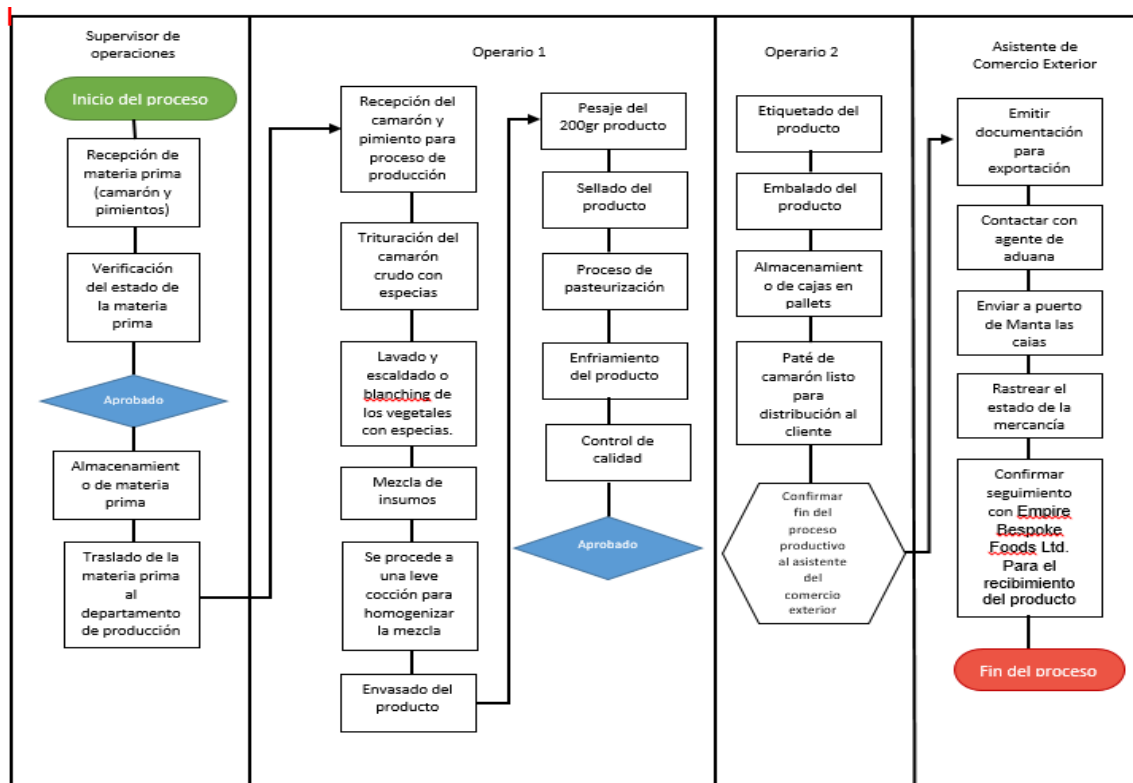 Supervisor de
operaciones
Inicio del proceso
Recepción de
materia prima
(camarón y
pimientos)
Verificación
del estado de
la materia
prima
Aprobado
Almacenamient
o de materia
prima
Traslado de la
materia prima
al
departamento
de producción
Operario 1
Recepción del
camarón y
pimiento para
proceso de
producción
Trituración del
camarón
crudo con
especias
Lavado y
escaldado o
blanching de
los vegetales
con especias.
Mezcla de
insumos
Se procede a
una leve
cocción para
homogenizar
la mezcla
Envasado del
producto
Pesaje del
200gr producto
Sellado del
producto
Proceso de
pasteurización
Enfriamiento
del producto
Control de
calidad
Aprobado
Operario 2
Etiquetado del
producto
Embalado del
producto
Almacenamient
o de cajas en
pallets
Paté de
camarón listo
para
distribución al
cliente
Confirmar
fin del
proceso
productivo
al asistente
del
comercio
exterior
Asistente de
Comercio Exterior
Emitir
documentación
para
exportación
Contactar con
agente de
aduana
Enviar a puerto
de Manta las
caias
Rastrear el
estado de la
mercancía
Confirmar
seguimiento
con Empire
Bespoke
Foods Ltd.
Para el
recibimiento
del producto
Fin del proceso